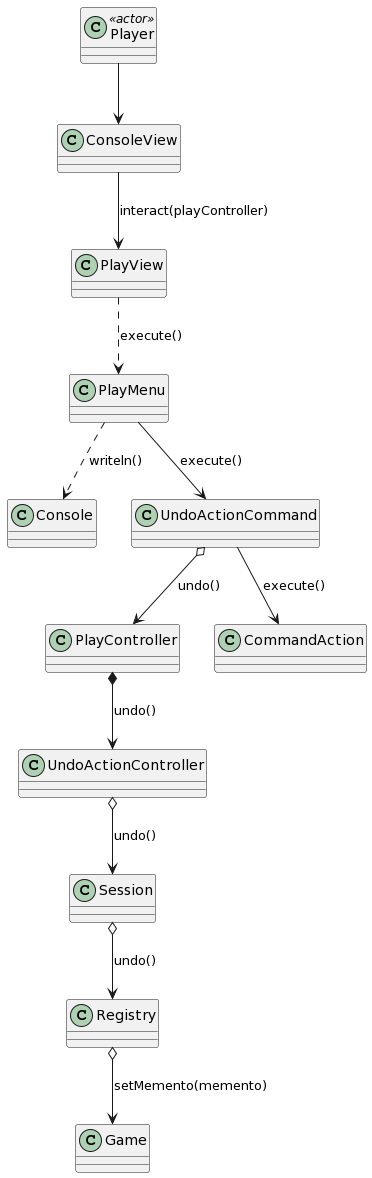 «actor»
C Player
C ConsoleView
interact(playController)
C PlayView
execute()
C PlayMenu
writeln()
execute()
C Console
C UndoActionCommand
undo()
execute()
C PlayController
C CommandAction
undo()
C UndoActionController
undo()
C Session
undo()
C Registry
setMemento(memento)
C Game